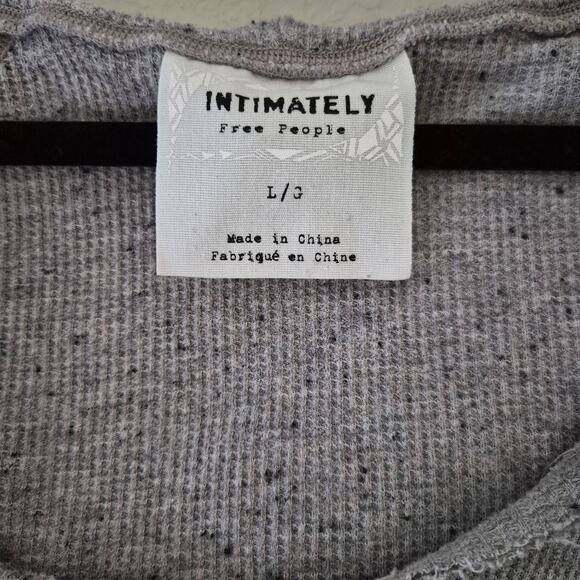 INTIMATELY
Free People
L/G
Made in China
Fabriqué en Chine